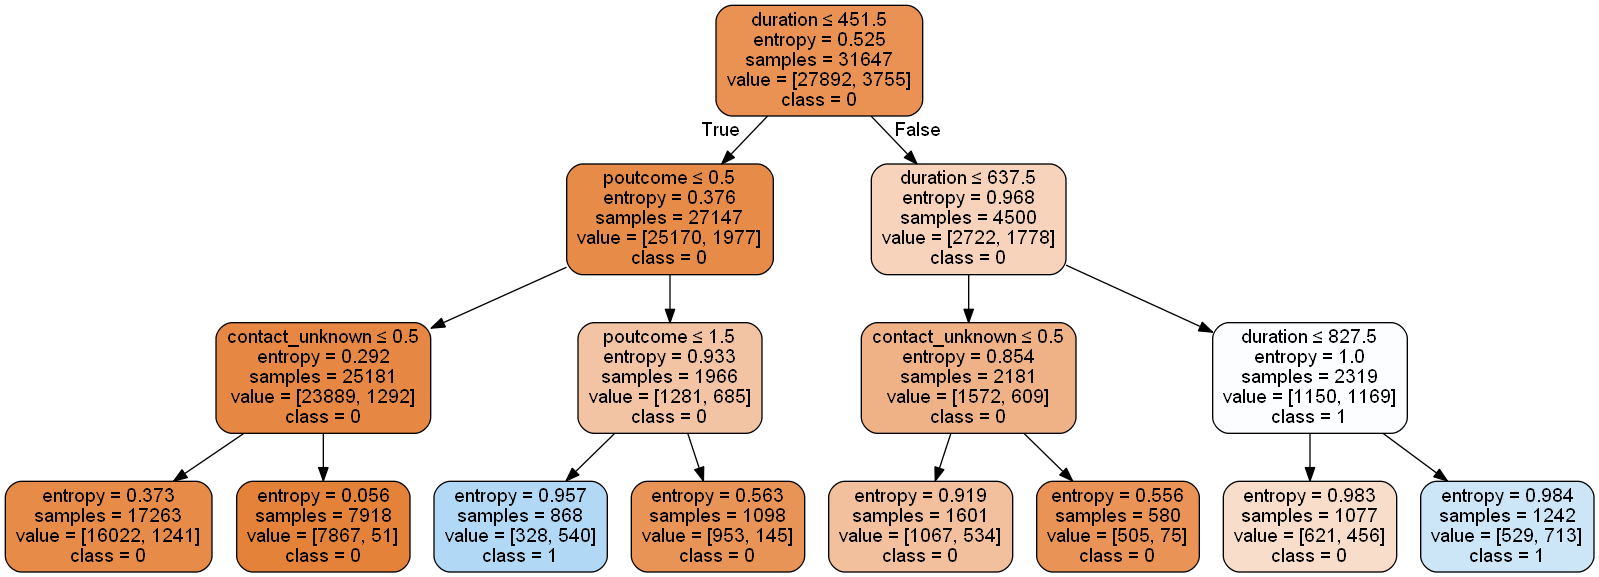 duration ≤ 451.5
entropy = 0.525
samples = 31647
value = [27892, 3755]
class = 0
True
False
poutcome ≤ 0.5
entropy = 0.376
samples = 27147
value = [25170, 1977]
class = 0
duration ≤ 637.5
entropy = 0.968
samples = 4500
value = [2722, 1778]
class = 0
contact_unknown ≤ 0.5
entropy = 0.292
samples = 25181
value = [23889, 1292]
class = 0
poutcome ≤ 1.5
entropy = 0.933
samples = 1966
value = [1281, 685]
class = 0
contact_unknown ≤ 0.5
entropy = 0.854
samples = 2181
value = [1572, 609]
class = 0
duration ≤ 827.5
entropy = 1.0
samples = 2319
value = [1150, 1169]
class = 1
entropy = 0.373
samples = 17263
value = [16022, 1241]
class = 0
entropy = 0.056
samples = 7918
value = [7867, 51]
class = 0
entropy = 0.957
samples = 868
value = [328, 540]
class = 1
entropy = 0.563
samples = 1098
value = [953, 145]
class = 0
entropy = 0.919
samples = 1601
value = [1067, 534]
class = 0
entropy = 0.556
samples = 580
value = [505, 75]
class = 0
entropy = 0.983
samples = 1077
value = [621, 456]
class = 0
entropy = 0.984
samples = 1242
value = [529, 713]
class = 1